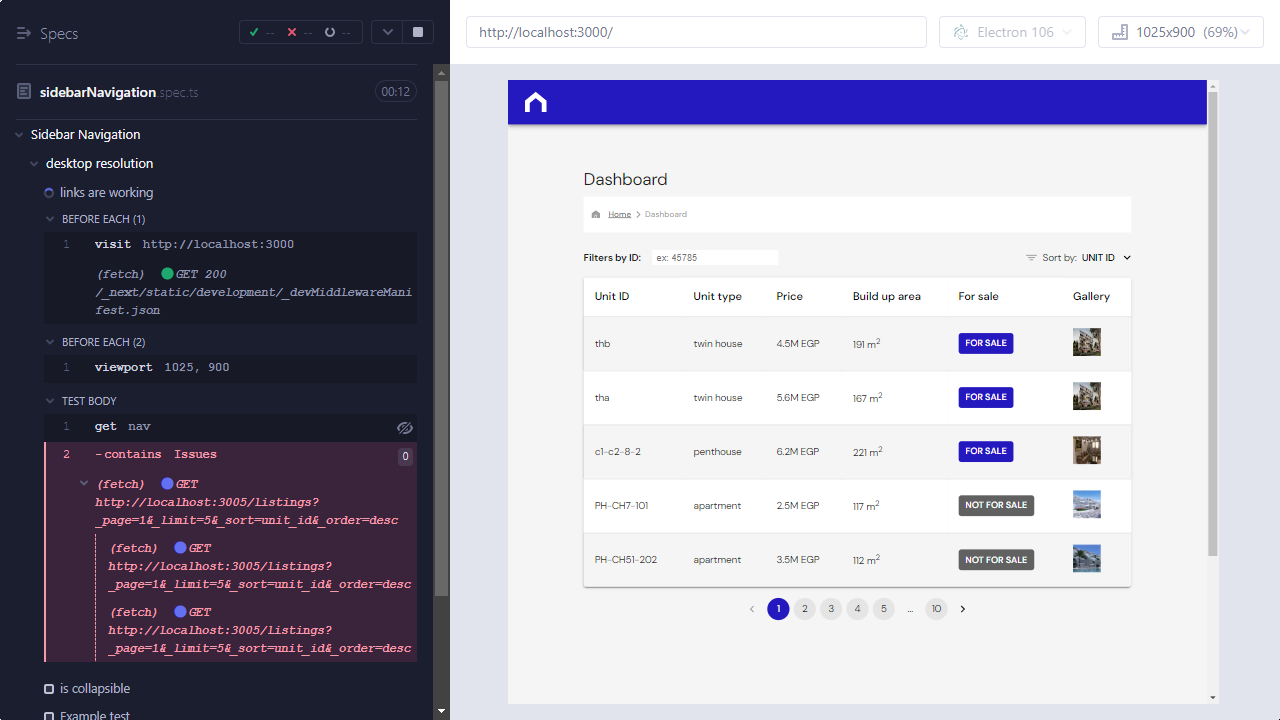 Specs
--
--
--
sidebarNavigation.spec.ts
00:12
Sidebar Navigation
desktop resolution
links are working
BEFORE EACH (1)
1 visit http://localhost:3000
(fetch) GET 200
/_next/static/development/_devMiddlewareMani
fest.json
BEFORE EACH (2)
1 viewport 1025, 900
TEST BODY
1 get nav
2 -contains Issues 0
(fetch) GET
http://localhost:3005/listings?
_page=1&_limit=5&_sort=unit_id&_order=desc
(fetch) GET
http://localhost:3005/listings?
_page=1&_limit=5&_sort=unit_id&_order=desc
(fetch) GET
http://localhost:3005/listings?
_page=1&_limit=5&_sort=unit_id&_order=desc
is collapsible
Example test
http://localhost:3000/
Electron 106
1025x900 (69%)
Dashboard
Home > Dashboard
Filters by ID: ex: 45785 Sort by: UNIT ID
Unit ID Unit type Price Build up area For sale Gallery
thb twin house 4.5M EGP 191 m2 FOR SALE
tha twin house 5.6M EGP 167 m2 FOR SALE
c1-c2-8-2 penthouse 6.2M EGP 221 m2 FOR SALE
PH-CH7-101 apartment 2.5M EGP 117 m2 NOT FOR SALE
PH-CH51-202 apartment 3.5M EGP 112 m2 NOT FOR SALE
‹ 1 2 3 4 5 ... 10 ›